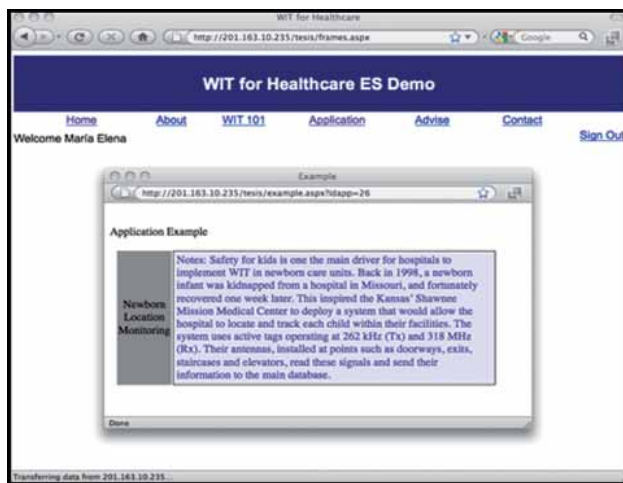 WIT for Healthcare
http://201.163.10.235/tesis/frames.aspx
Google
WIT for Healthcare ES Demo
Home About WIT 101 Application Advise Contact
Welcome María Elena
Sign Out
Example
http://201.163.10.235/tesis/example.aspx?idapp=26
Application Example
Newborn
Location
Monitoring
Notes: Safety for kids is one the main driver for hospitals to
implement WIT in newborn care units. Back in 1998, a newborn
infant was kidnapped from a hospital in Missouri, and fortunately
recovered one week later. This inspired the Kansas' Shawnee
Mission Medical Center to deploy a system that would allow the
hospital to locate and track each child within their facilities. The
system uses active tags operating at 262 kHz (Tx) and 318 MHz
(Rx). Their antennas, installed at points such as doorways, exits,
staircases and elevators, read these signals and send their
information to the main database.
Done
Transferring data from 201.163.10.235...